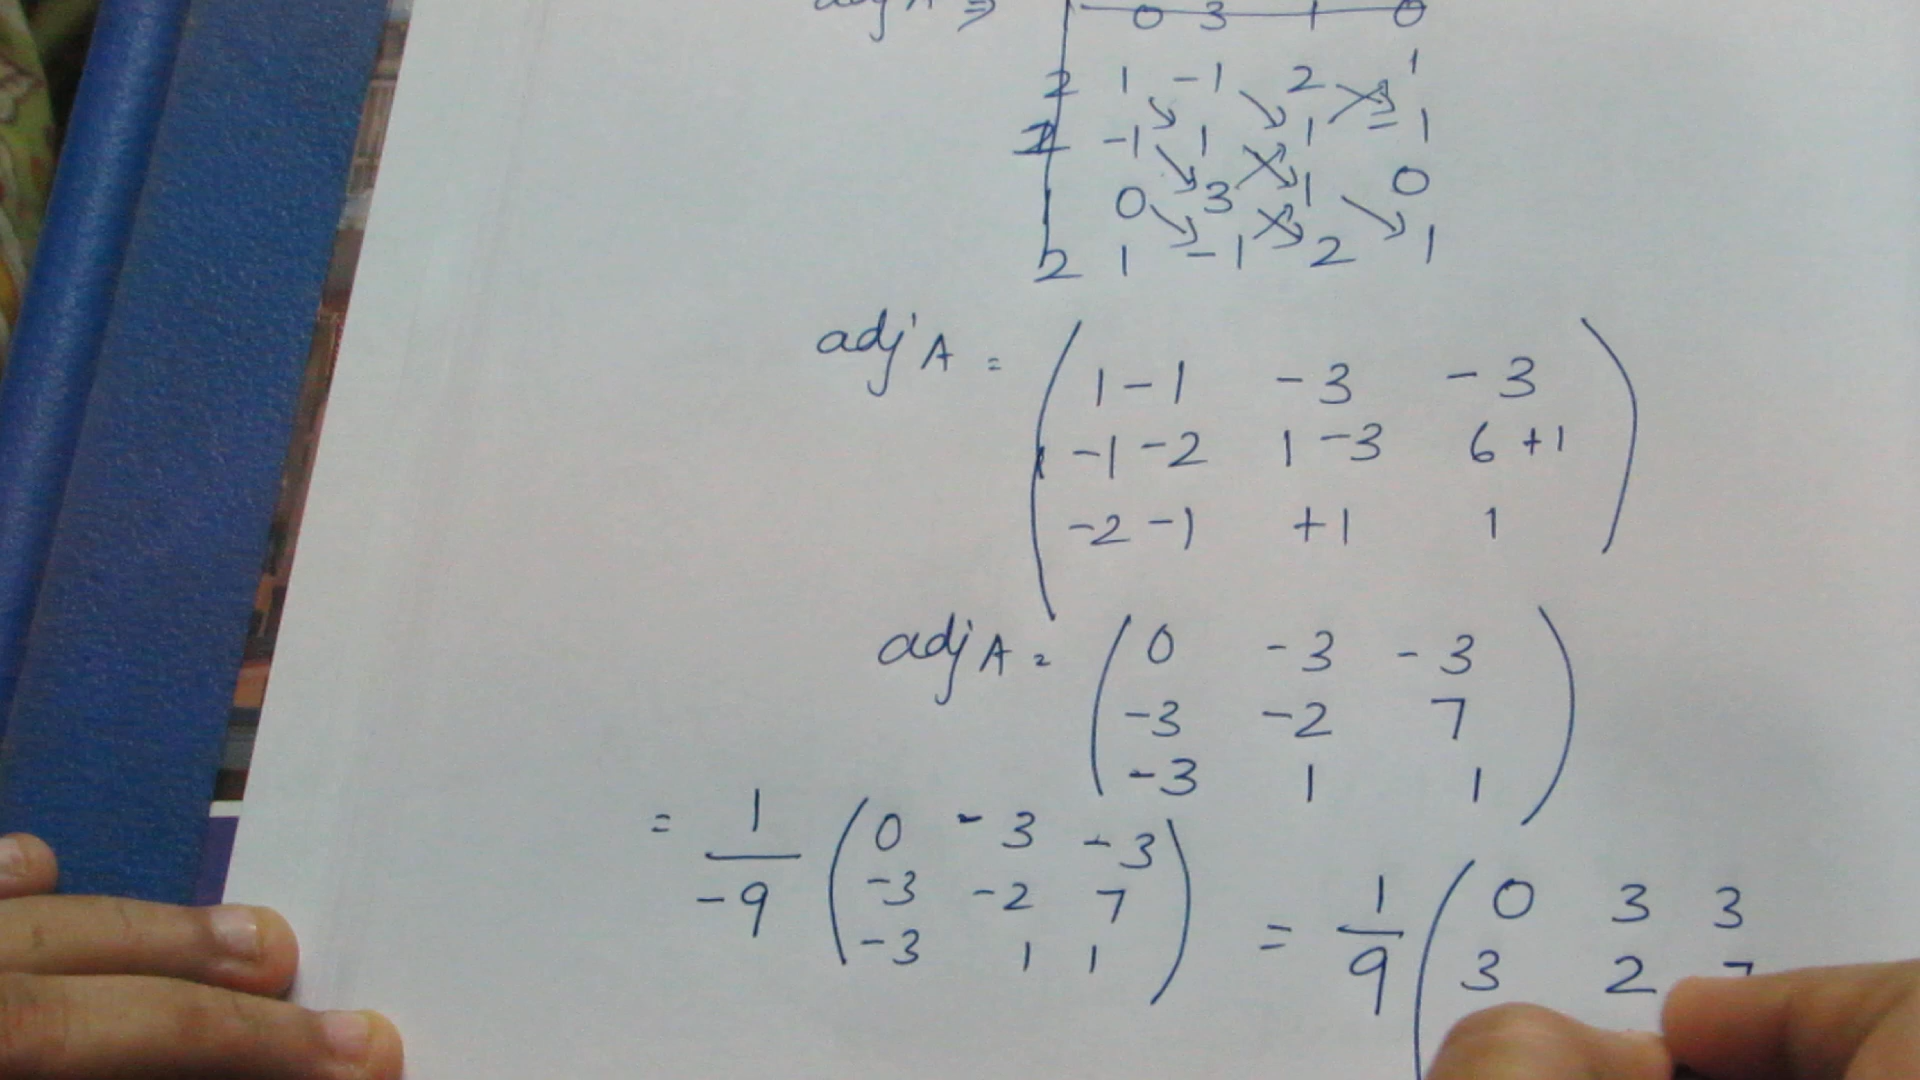 adj A ⇒
0 3 1 0
2 1 -1 2 1
-1 1 1 1
0 3 1 0
2 1 -1 2 1
adj A = ( 1-1 -3 -3
-1-2 1-3 6+1
-2-1 +1 1 )
adj A = ( 0 -3 -3
-3 -2 7
-3 1 1 )
= 1/-9 ( 0 -3 -3
-3 -2 7
-3 1 1 )
= 1/9 ( 0 3 3
3 2